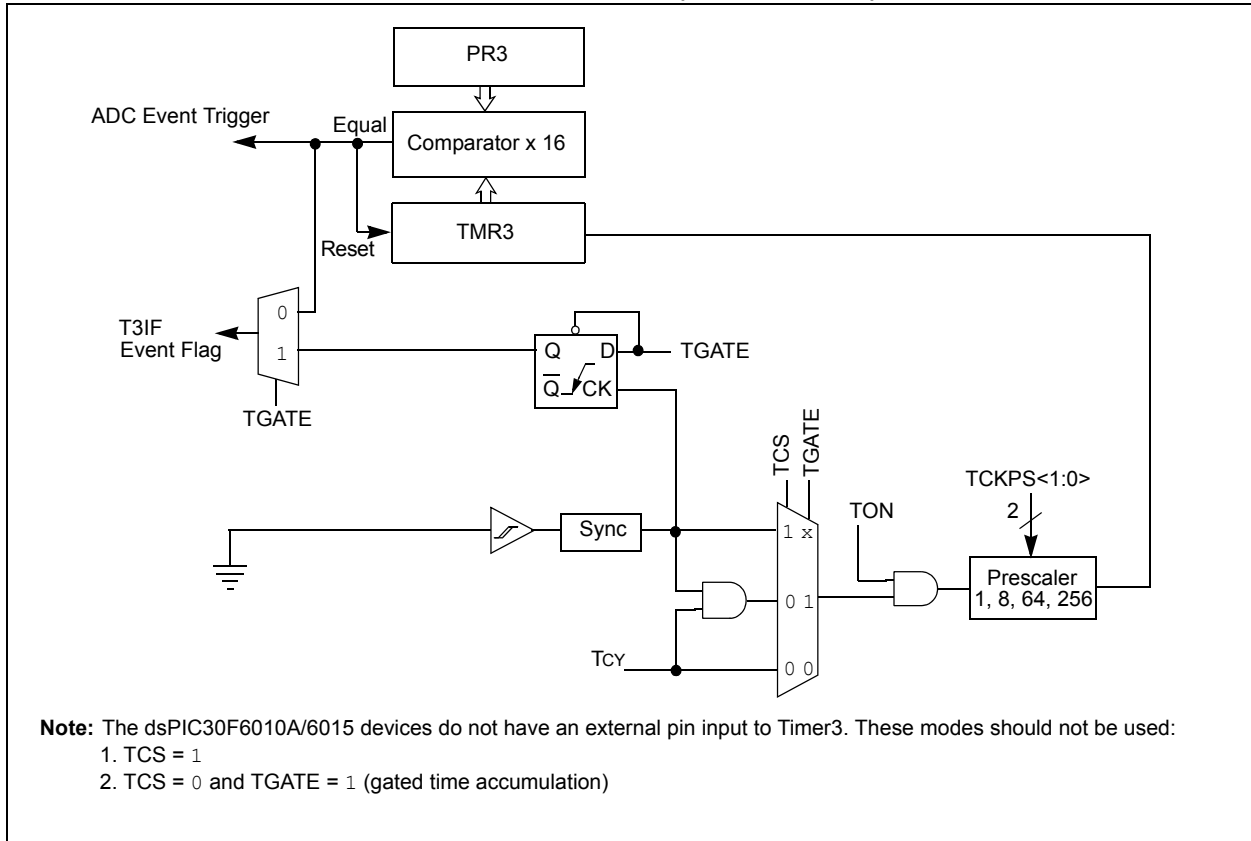 PR3
ADC Event Trigger
Equal
Comparator x 16
Reset
TMR3
0
1
T3IF
Event Flag
TGATE
Q
D
Q
CK
TGATE
TCS
TGATE
TCKPS<1:0>
2
TON
Sync
1 x
0 1
0 0
Prescaler
1, 8, 64, 256
TCY
Note: The dsPIC30F6010A/6015 devices do not have an external pin input to Timer3. These modes should not be used:
1. TCS = 1
2. TCS = 0 and TGATE = 1 (gated time accumulation)